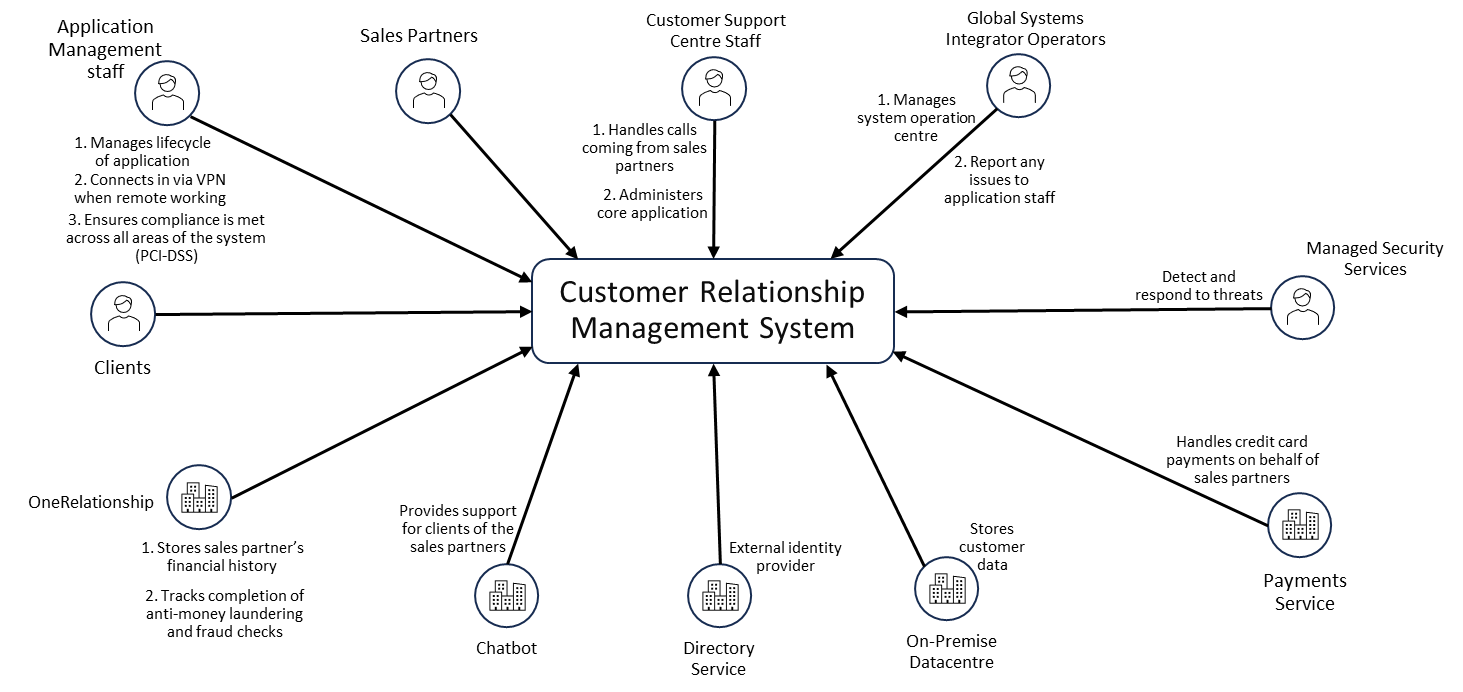 Application
Management
staff
1. Manages lifecycle
of application
2. Connects in via VPN
when remote working
3. Ensures compliance is met
across all areas of the system
(PCI-DSS)
Sales Partners
Customer Support
Centre Staff
1. Handles calls
coming from sales
partners
2. Administers
core application
Global Systems
Integrator Operators
1. Manages
system operation
centre
2. Report any
issues to
application staff
Managed Security
Services
Detect and
respond to threats
Customer Relationship
Management System
Clients
OneRelationship
1. Stores sales partner's
financial history
2. Tracks completion of
anti-money laundering
and fraud checks
Provides support
for clients of the
sales partners
Chatbot
External identity
provider
Directory
Service
Stores
customer
data
On-Premise
Datacentre
Handles credit card
payments on behalf of
sales partners
Payments
Service